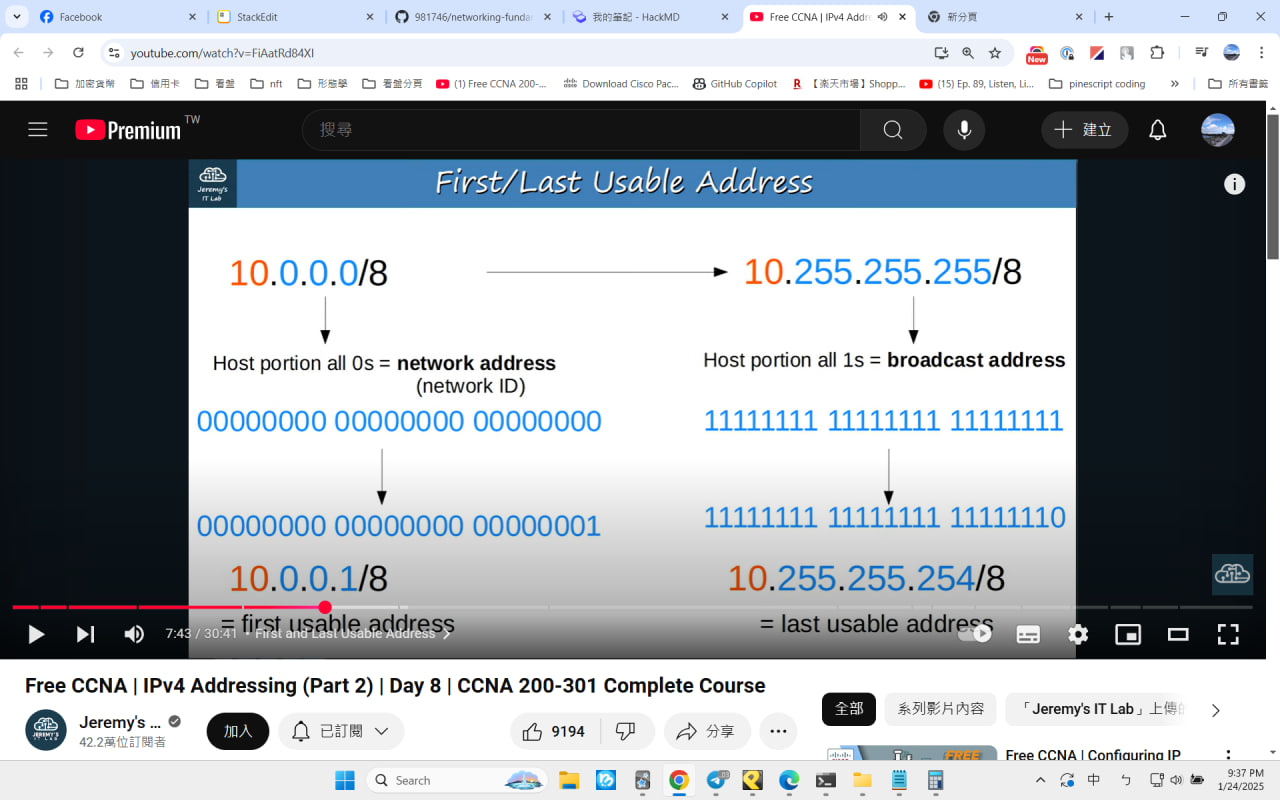 Facebook
StackEdit
981746/networking-fundar
我的筆記 - HackMD
Free CCNA | IPv4 Addre
新分頁
youtube.com/watch?v=FiAatRd84XI
New
加密貨幣
信用卡
看盤
nft
形態學
看盤分頁
(1) Free CCNA 200-...
Download Cisco Pac...
GitHub Copilot
【楽天市場】Shopp...
(15) Ep. 89, Listen, Li...
pinescript coding
所有書籤
Premium TW
搜尋
建立
Jeremy's
IT Lab
First/Last Usable Address
10.0.0.0/8
10.255.255.255/8
Host portion all 0s = network address
(network ID)
Host portion all 1s = broadcast address
00000000 00000000 00000000
11111111 11111111 11111111
00000000 00000000 00000001
11111111 11111111 11111110
10.0.0.1/8
10.255.255.254/8
= first usable address
= last usable address
7:43 / 30:41 • First and Last Usable Address
Free CCNA | IPv4 Addressing (Part 2) | Day 8 | CCNA 200-301 Complete Course
JEREMY'S
Jeremy's ...
42.2萬位訂閱者
加入
已訂閱
9194
分享
全部
系列影片內容
「Jeremy's IT Lab」上傳的
FREE
Free CCNA | Configuring IP
Search
中
ㄅ
9:37 PM
1/24/2025